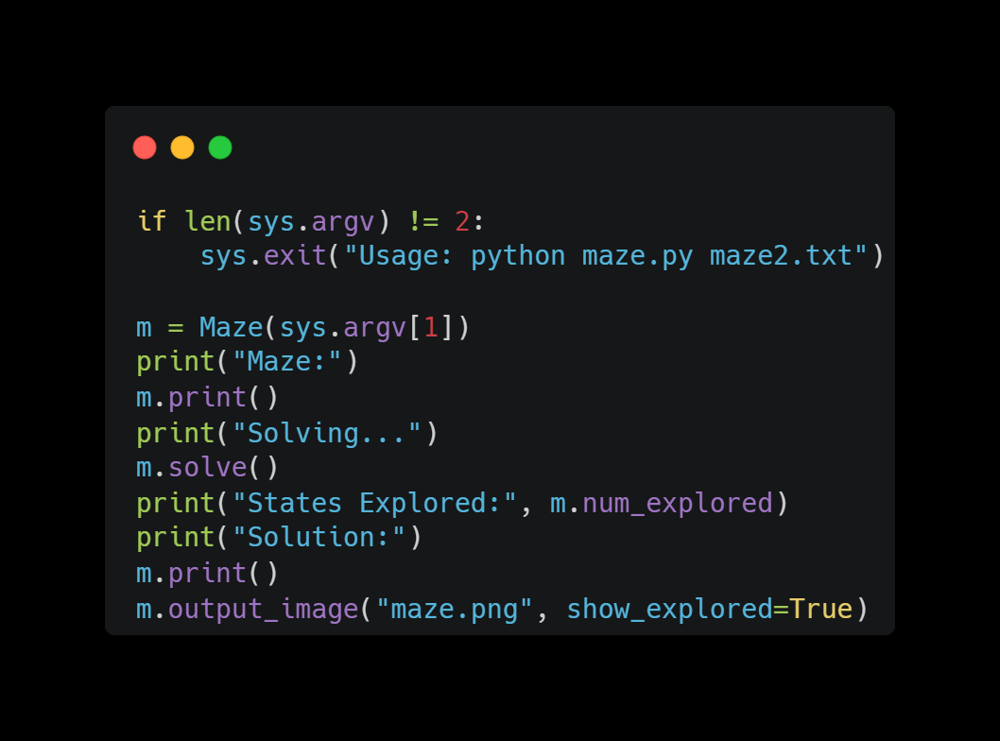 if len(sys.argv) != 2:
    sys.exit("Usage: python maze.py maze2.txt")

m = Maze(sys.argv[1])
print("Maze:")
m.print()
print("Solving...")
m.solve()
print("States Explored:", m.num_explored)
print("Solution:")
m.print()
m.output_image("maze.png", show_explored=True)